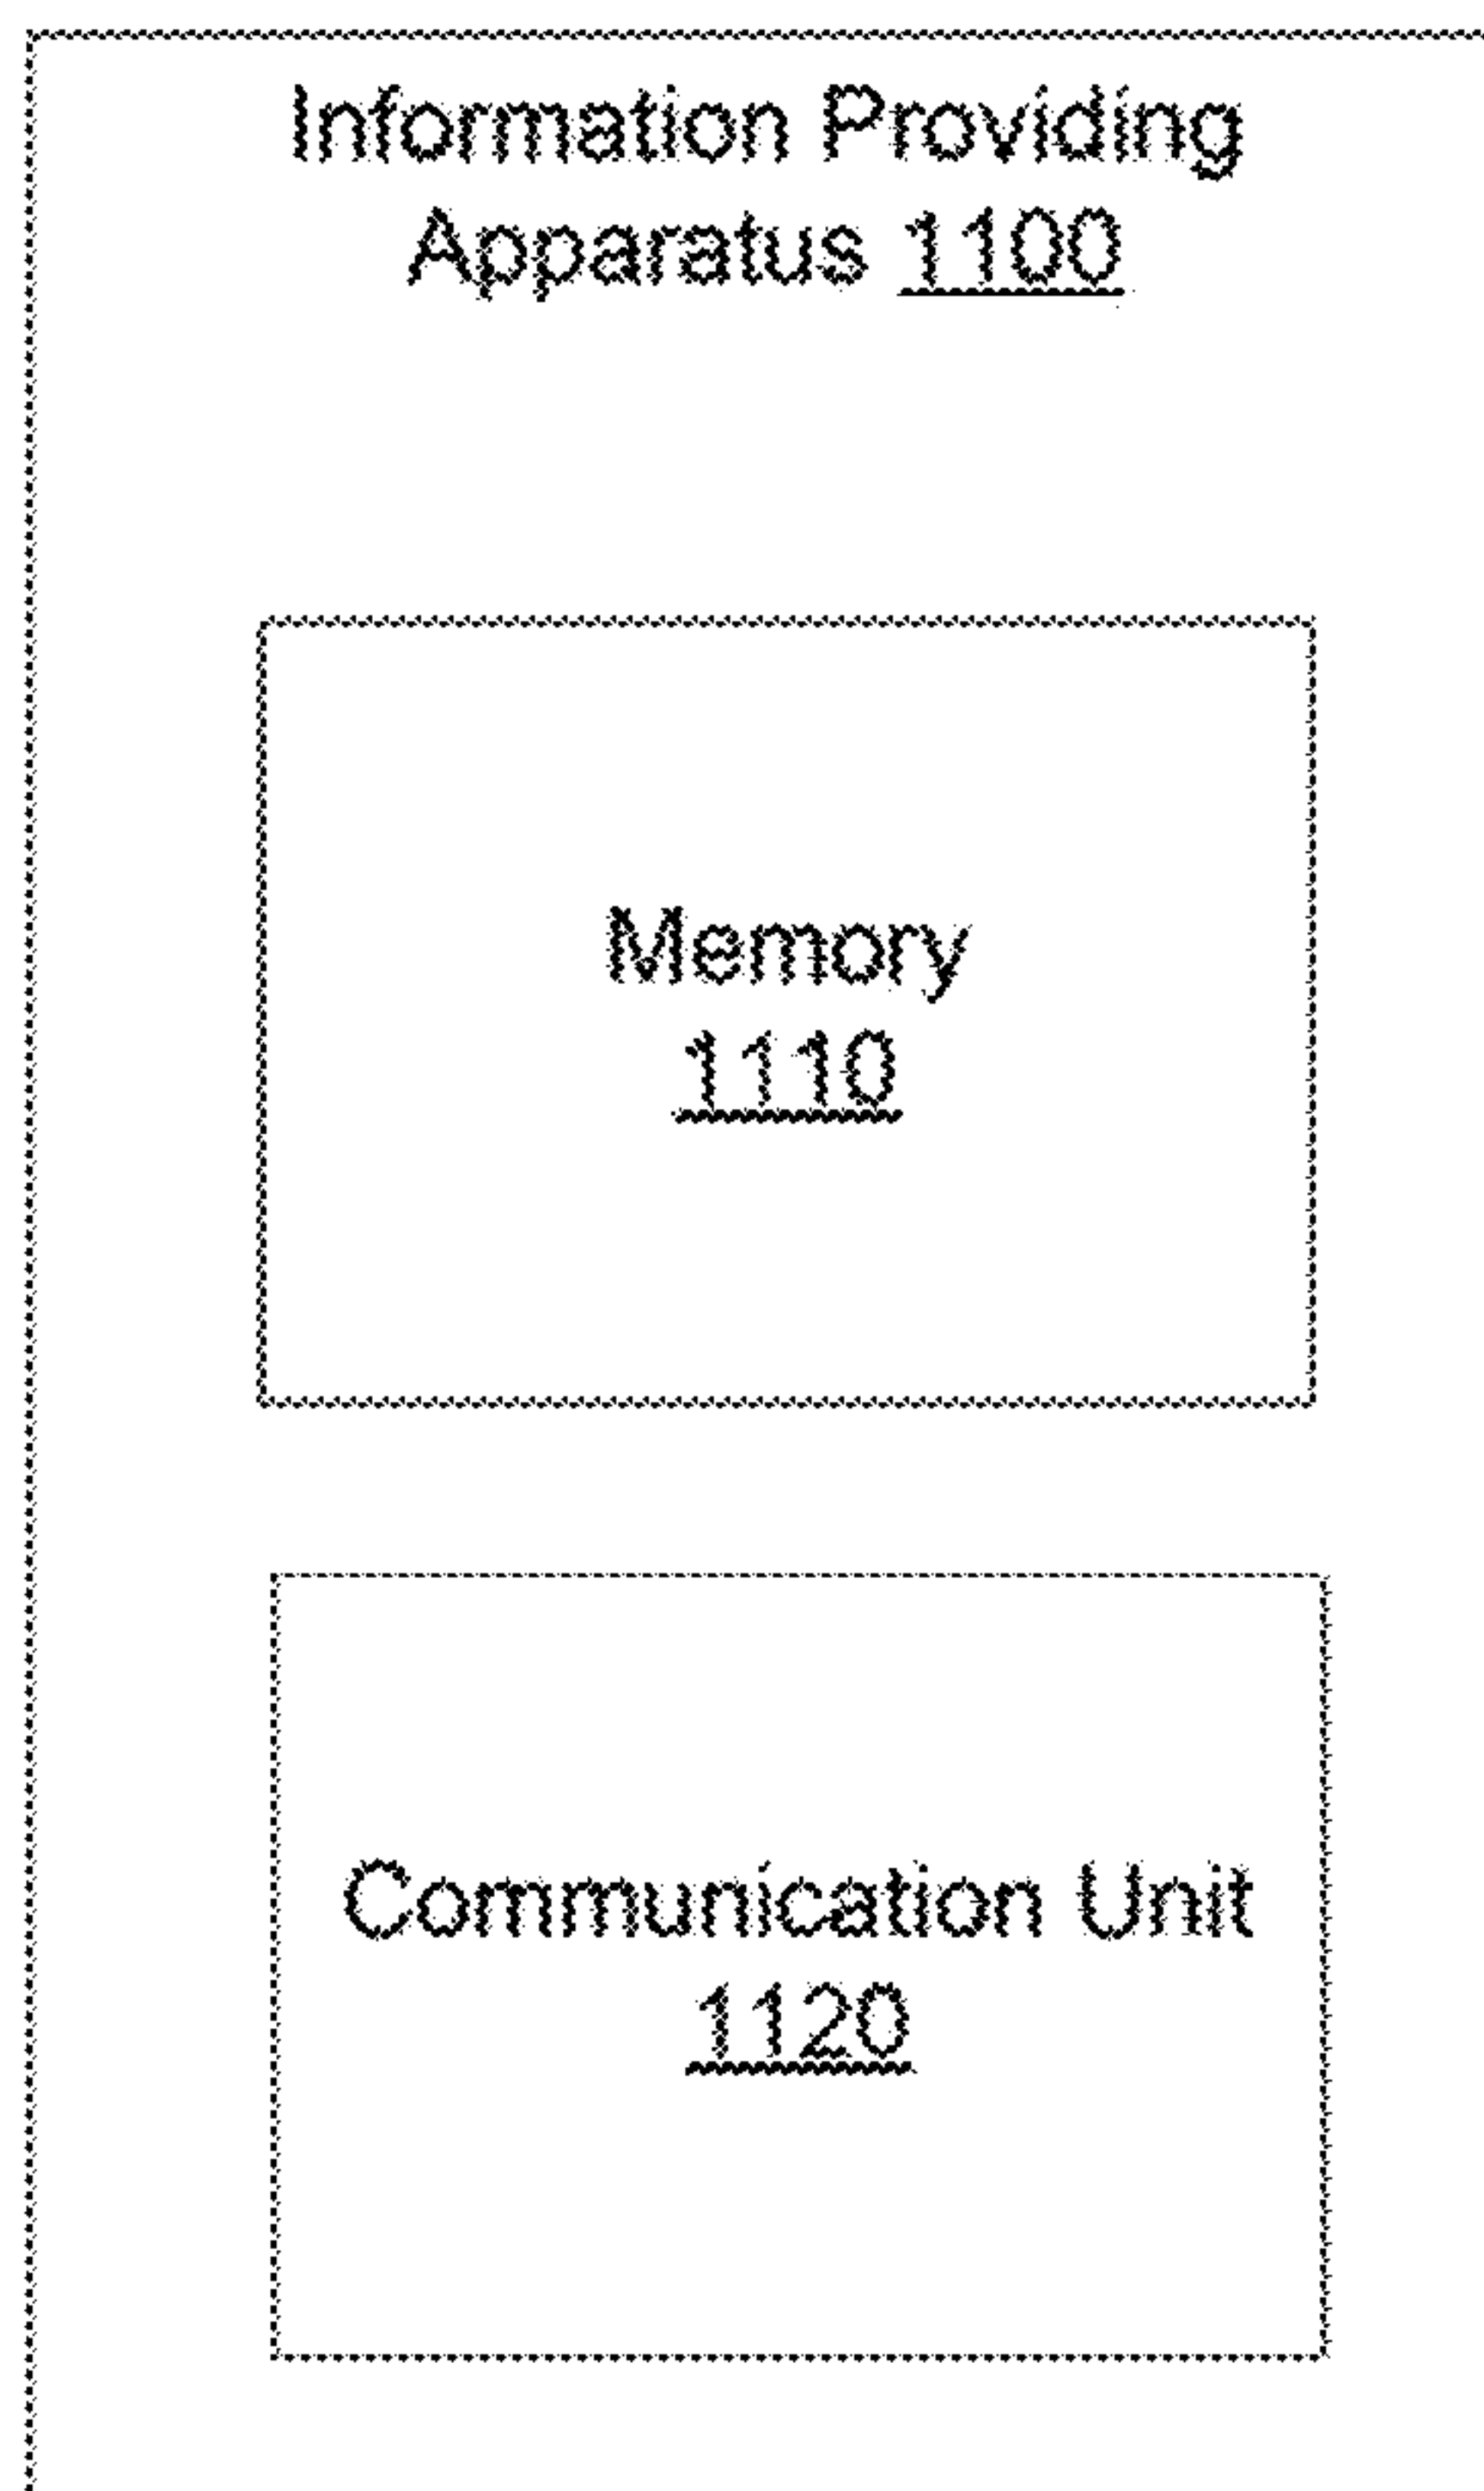 Information Providing
Apparatus 1100
Memory
1110
Communication Unit
1120